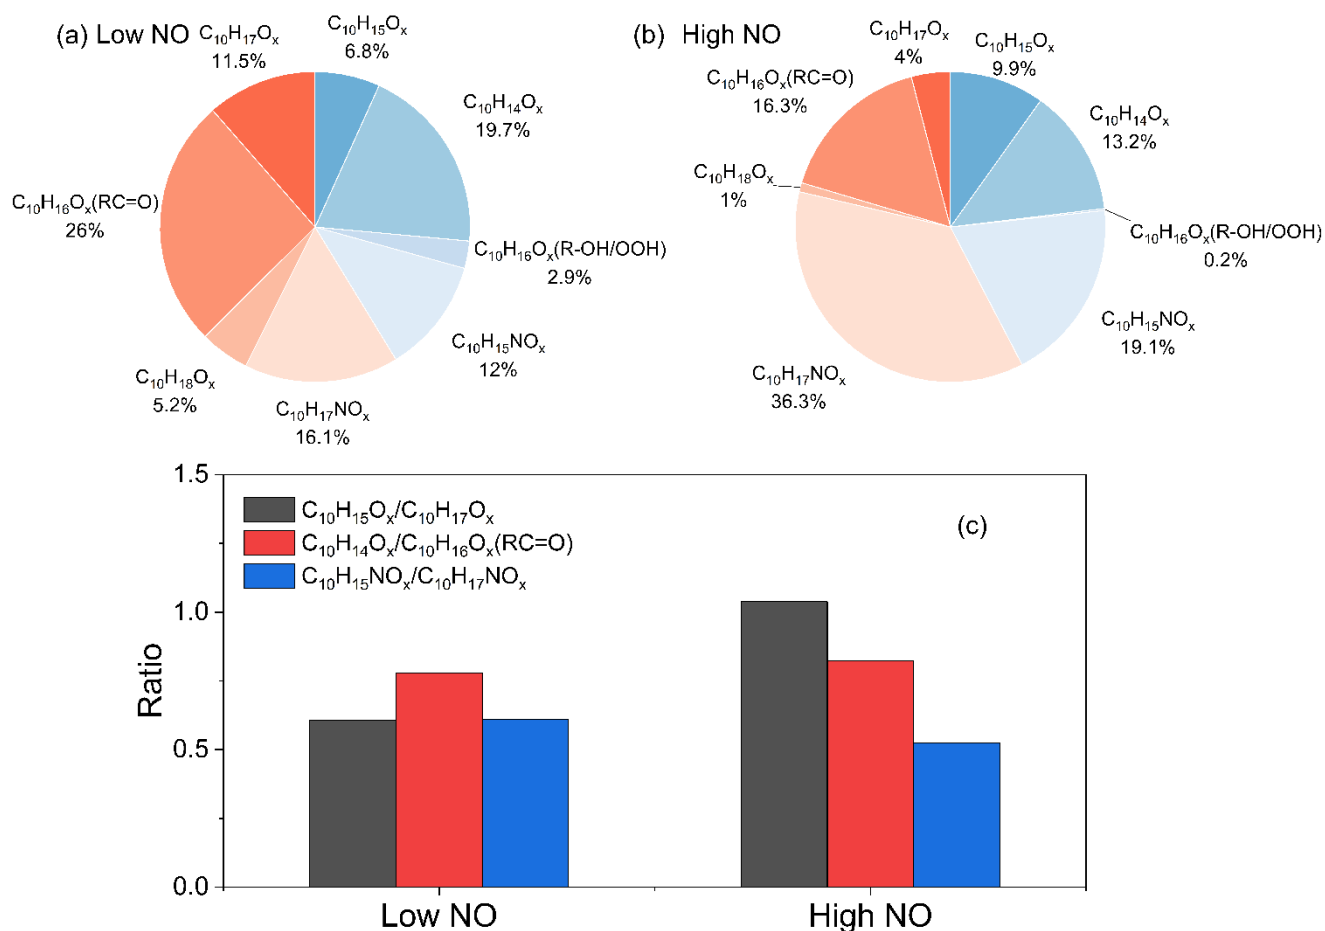 (a) Low NO
C₁₀H₁₇Oₓ
11.5%
C₁₀H₁₅Oₓ
6.8%
C₁₀H₁₄Oₓ
19.7%
C₁₀H₁₆Oₓ(RC=O)
26%
C₁₀H₁₆Oₓ(R-OH/OOH)
2.9%
C₁₀H₁₅NOₓ
12%
C₁₀H₁₈Oₓ
5.2%
C₁₀H₁₇NOₓ
16.1%
(b) High NO
C₁₀H₁₇Oₓ
4%
C₁₀H₁₅Oₓ
9.9%
C₁₀H₁₆Oₓ(RC=O)
16.3%
C₁₀H₁₄Oₓ
13.2%
C₁₀H₁₈Oₓ
1%
C₁₀H₁₆Oₓ(R-OH/OOH)
0.2%
C₁₀H₁₅NOₓ
19.1%
C₁₀H₁₇NOₓ
36.3%
(c)
C₁₀H₁₅Oₓ/C₁₀H₁₇Oₓ
C₁₀H₁₄Oₓ/C₁₀H₁₆Oₓ(RC=O)
C₁₀H₁₅NOₓ/C₁₀H₁₇NOₓ
Ratio
1.5
1.0
0.5
0.0
Low NO
High NO